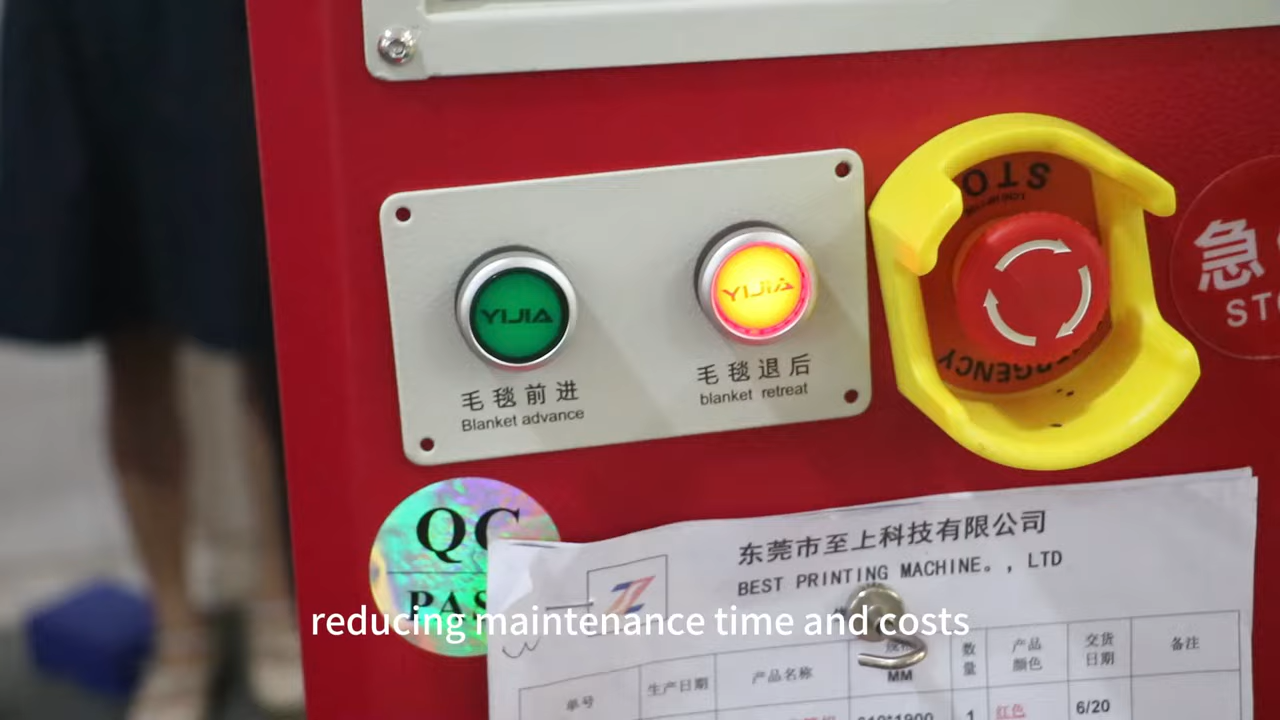 STOP
YIJIA
YIJIA
EMERGENCY
急
毛毯前进
Blanket advance
毛毯退后
blanket retreat
QC
PAS
东莞市至上科技有限公司
BEST PRINTING MACHINE。, LTD
reducing maintenance time and costs
单号 生产日期 产品名称 MM 数量 产品颜色 交货日期 备注
1 红色 6/20